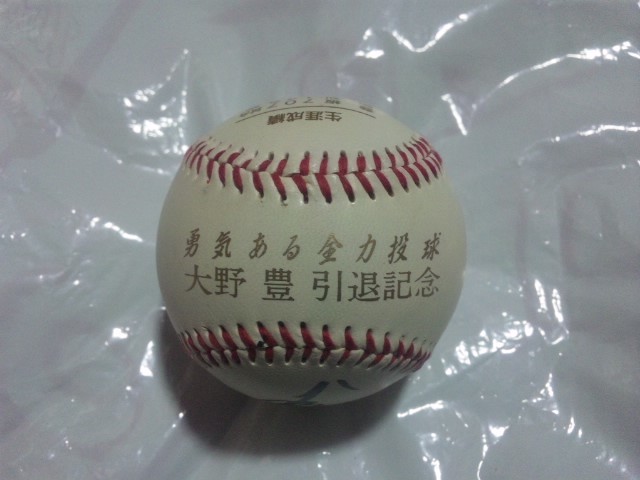 生涯成績
勇気ある全力投球
大野 豊 引退記念